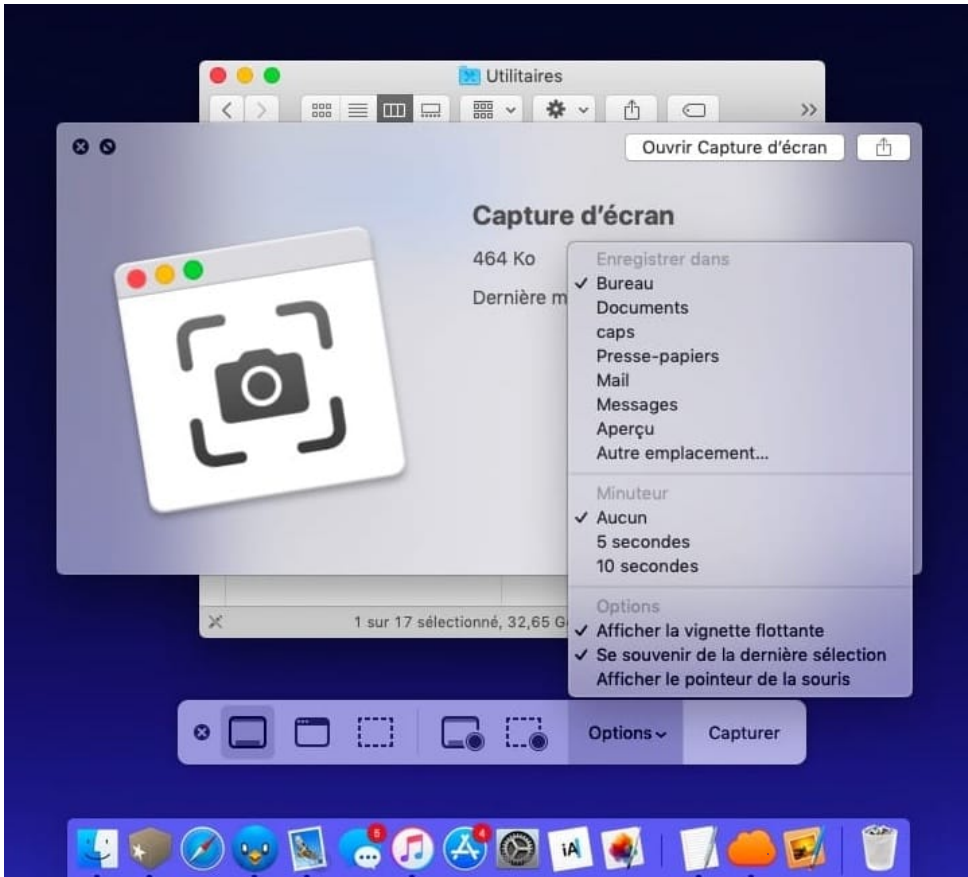 Utilitaires
Ouvrir Capture d’écran
Capture d’écran
464 Ko
Dernière m
Enregistrer dans
✓ Bureau
Documents
caps
Presse-papiers
Mail
Messages
Aperçu
Autre emplacement...
Minuteur
✓ Aucun
5 secondes
10 secondes
Options
✓ Afficher la vignette flottante
✓ Se souvenir de la dernière sélection
Afficher le pointeur de la souris
1 sur 17 sélectionné, 32,65 G
Options
Capturer
5
4
iA